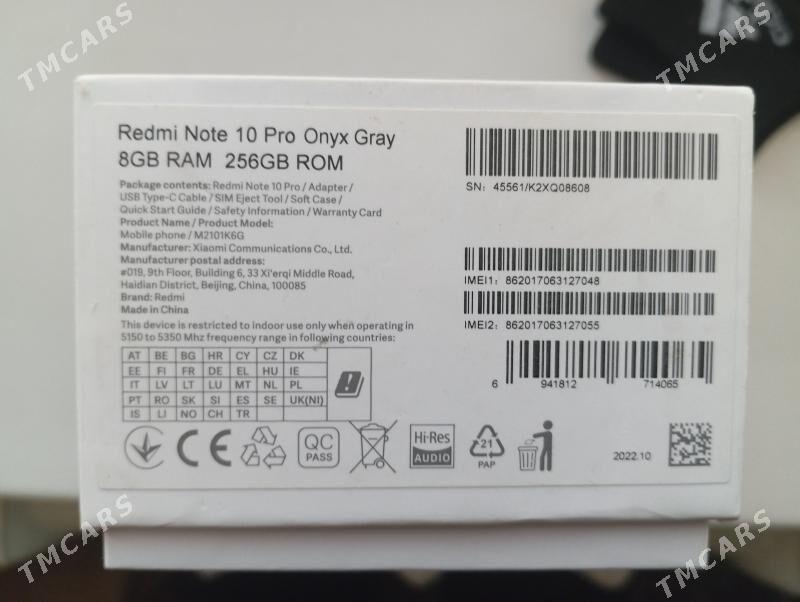 TMCARS
TMCARS
Redmi Note 10 Pro Onyx Gray
8GB RAM 256GB ROM
Package contents: Redmi Note 10 Pro / Adapter /
USB Type-C Cable / SIM Eject Tool / Soft Case /
Quick Start Guide / Safety Information / Warranty Card
Product Name / Product Model:
Mobile phone / M2101K6G
Manufacturer: Xiaomi Communications Co., Ltd.
Manufacturer postal address:
#019, 9th Floor, Building 6, 33 Xi'erqi Middle Road,
Haidian District, Beijing, China, 100085
Brand: Redmi
Made in China
This device is restricted to indoor use only when operating in
5150 to 5350 Mhz frequency range in following countries:
AT BE BG HR CY CZ DK
EE FI FR DE EL HU IE
IT LV LT LU MT NL PL
PT RO SK SI ES SE UK(NI)
IS LI NO CH TR
SN: 45561/K2XQ08608
IMEI1: 862017063127048
IMEI2: 862017063127055
6 941812 714065
CE
QC
PASS
Hi-Res
AUDIO
21
PAP
2022.10
TMCARS
TMCARS